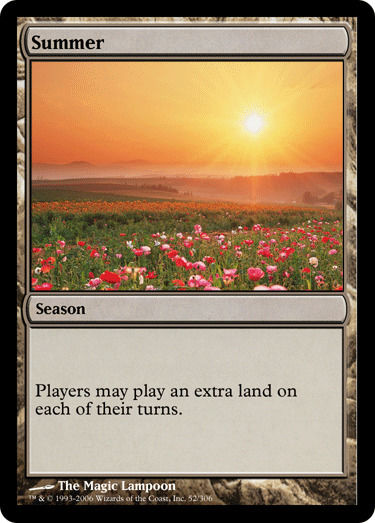 Summer
Season
Players may play an extra land on
each of their turns.
The Magic Lampoon
™ & © 1993-2006 Wizards of the Coast, Inc. 52/306